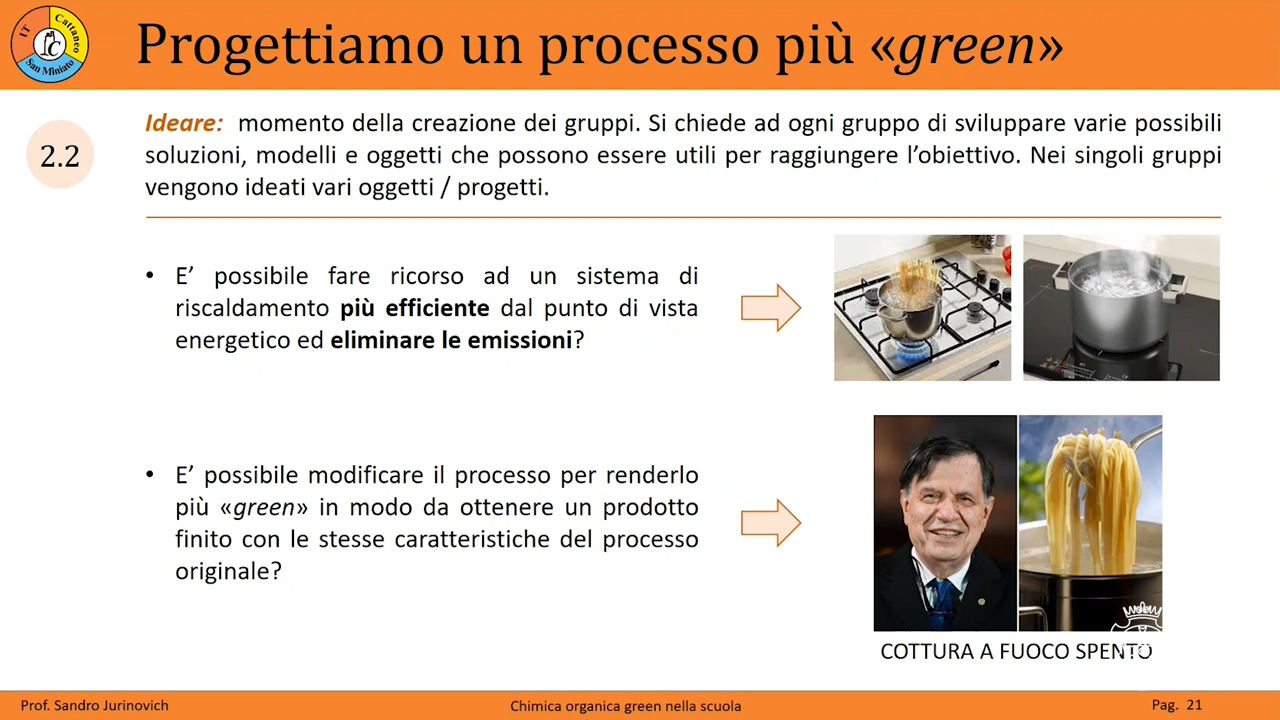 IT
Cattaneo
San Miniato
Progettiamo un processo più «green»
2.2
Ideare: momento della creazione dei gruppi. Si chiede ad ogni gruppo di sviluppare varie possibili
soluzioni, modelli e oggetti che possono essere utili per raggiungere l’obiettivo. Nei singoli gruppi
vengono ideati vari oggetti / progetti.
• E’ possibile fare ricorso ad un sistema di
riscaldamento più efficiente dal punto di vista
energetico ed eliminare le emissioni?
• E’ possibile modificare il processo per renderlo
più «green» in modo da ottenere un prodotto
finito con le stesse caratteristiche del processo
originale?
COTTURA A FUOCO SPENTO
Prof. Sandro Jurinovich
Chimica organica green nella scuola
Pag. 21